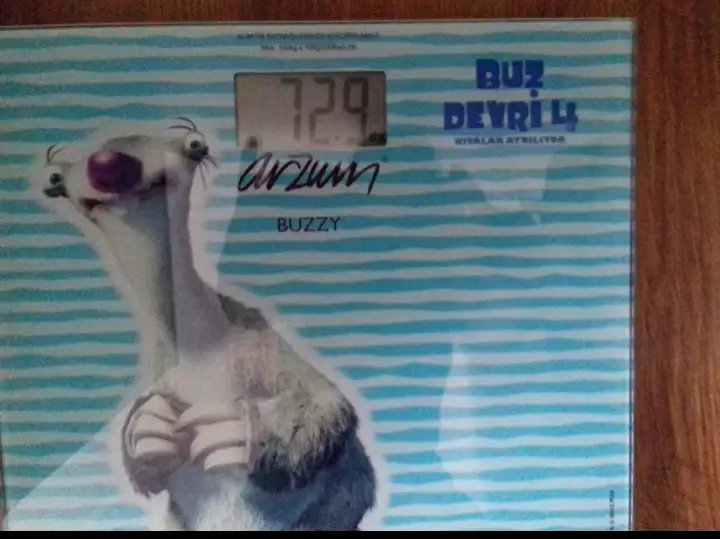 72.9
arzum
BUZZY
BUZ
DEVRİ 4
KITALAR AYRILIYOR